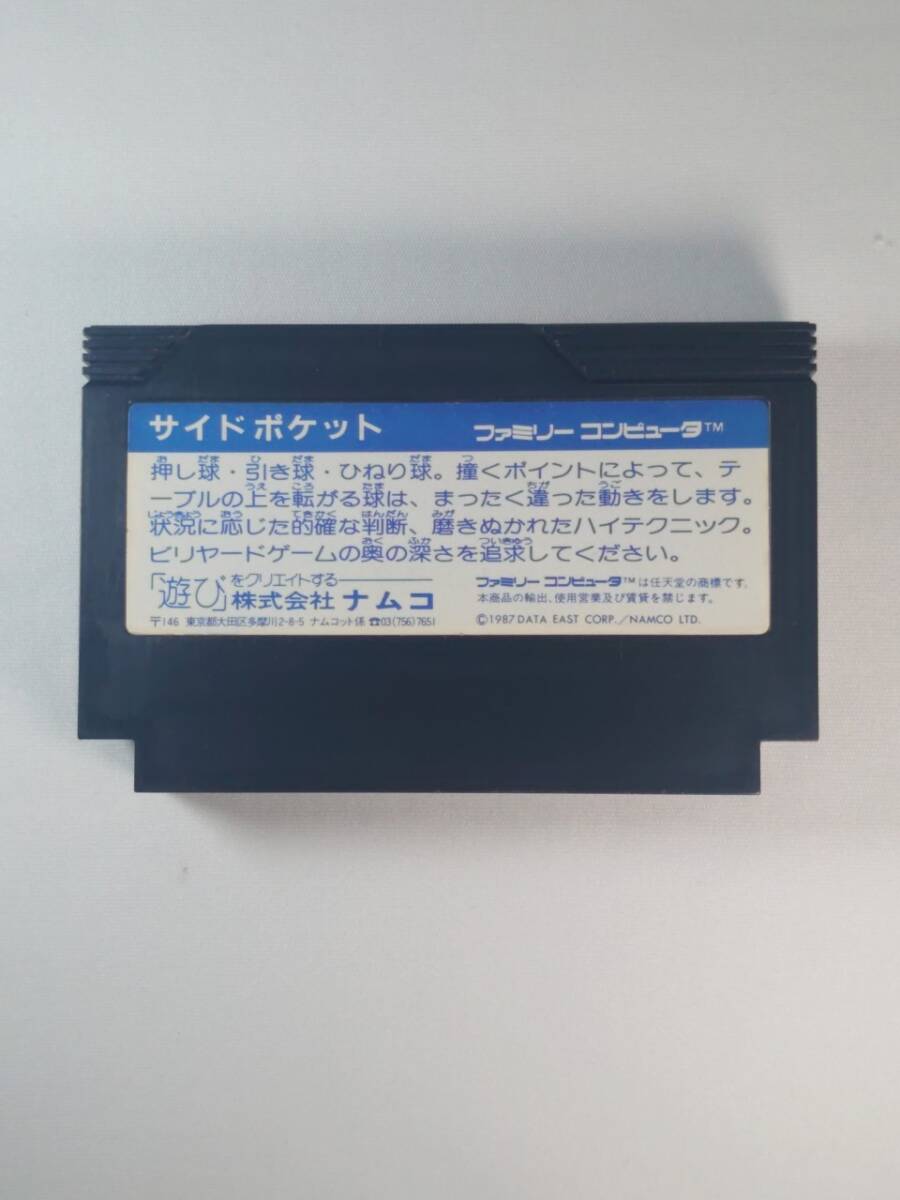 サイドポケット ファミリーコンピュータ™
押し球・引き球・ひねり球。撞くポイントによって、テ
ーブルの上を転がる球は、まったく違った動きをします。
状況に応じた的確な判断、磨きぬかれたハイテクニック。
ビリヤードゲームの奥の深さを追求してください。
「遊び」をクリエイトする
株式会社 ナムコ
〒146 東京都大田区多摩川2-8-5 ナムコット係 ☎03(756)7651
ファミリーコンピュータ™は任天堂の商標です。
本商品の輸出、使用営業及び賃貸を禁じます。
©1987 DATA EAST CORP./NAMCO LTD.